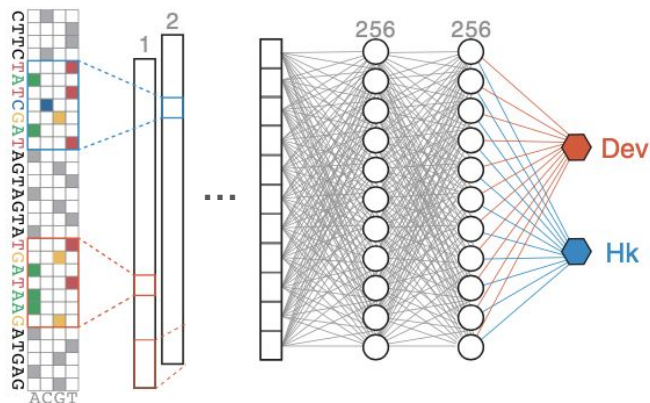 CTTCTATCGATAGTAGTATGATAAGATGAG
ACGT
1
2
...
256
256
Dev
Hk